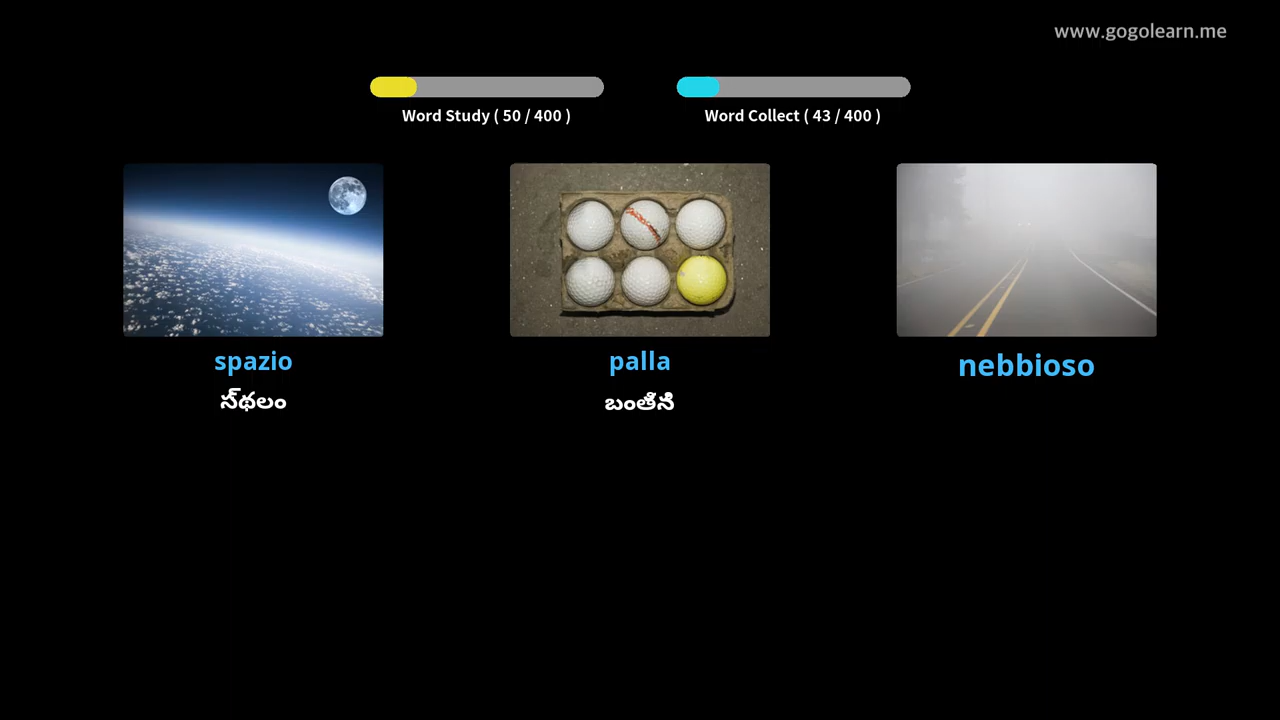 www.gogolearn.me
Word Study ( 50 / 400 )
Word Collect ( 43 / 400 )
spazio
palla
nebbioso
స్థలం
బంతిని